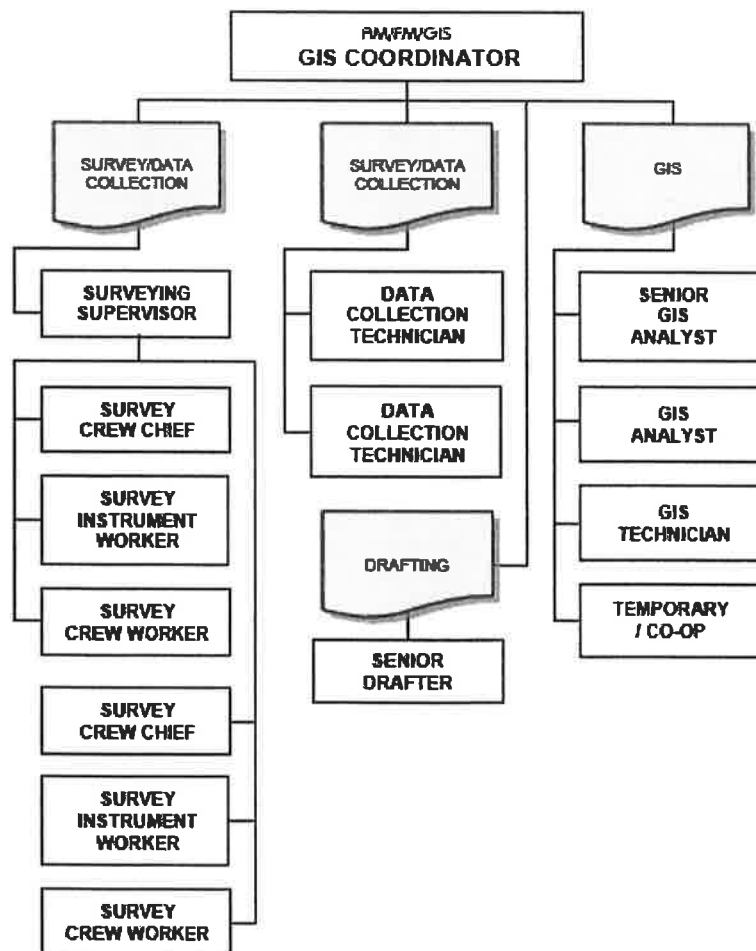 AM/FM/GIS
GIS COORDINATOR
SURVEY/DATA
COLLECTION
SURVEYING
SUPERVISOR
SURVEY
CREW CHIEF
SURVEY
INSTRUMENT
WORKER
SURVEY
CREW WORKER
SURVEY
CREW CHIEF
SURVEY
INSTRUMENT
WORKER
SURVEY
CREW WORKER
SURVEY/DATA
COLLECTION
DATA
COLLECTION
TECHNICIAN
DATA
COLLECTION
TECHNICIAN
DRAFTING
SENIOR
DRAFTER
GIS
SENIOR
GIS
ANALYST
GIS
ANALYST
GIS
TECHNICIAN
TEMPORARY
/ CO-OP